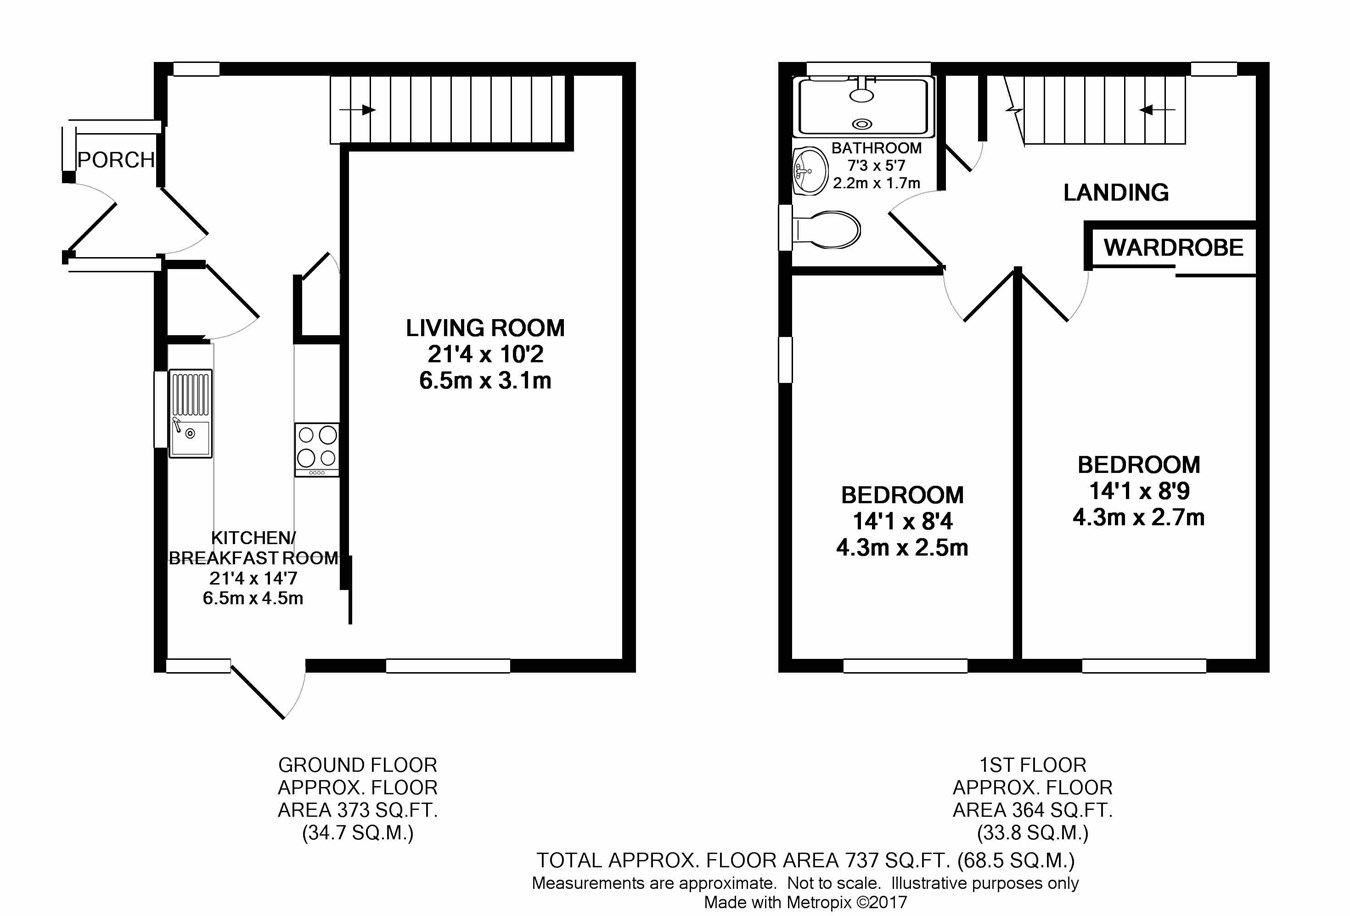 PORCH
LIVING ROOM
21'4 x 10'2
6.5m x 3.1m
KITCHEN/
BREAKFAST ROOM
21'4 x 14'7
6.5m x 4.5m
BATHROOM
7'3 x 5'7
2.2m x 1.7m
LANDING
WARDROBE
BEDROOM
14'1 x 8'4
4.3m x 2.5m
BEDROOM
14'1 x 8'9
4.3m x 2.7m
GROUND FLOOR
APPROX. FLOOR
AREA 373 SQ.FT.
(34.7 SQ.M.)
1ST FLOOR
APPROX. FLOOR
AREA 364 SQ.FT.
(33.8 SQ.M.)
TOTAL APPROX. FLOOR AREA 737 SQ.FT. (68.5 SQ.M.)
Measurements are approximate. Not to scale. Illustrative purposes only
Made with Metropix ©2017